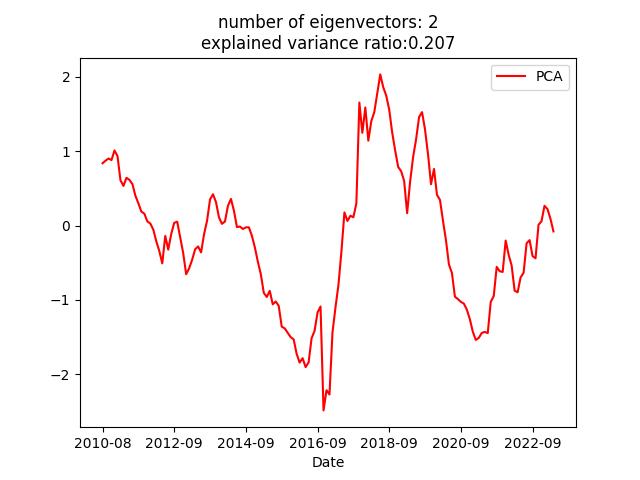 number of eigenvectors: 2
explained variance ratio:0.207
PCA
2
1
0
−1
−2
2010-08 2012-09 2014-09 2016-09 2018-09 2020-09 2022-09
Date